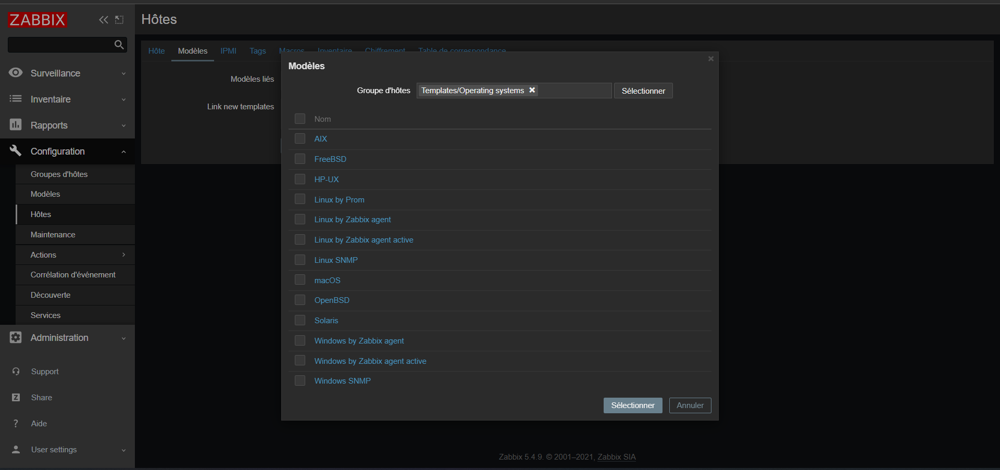 ZABBIX
Surveillance
Inventaire
Rapports
Configuration
Groupes d'hôtes
Modèles
Hôtes
Maintenance
Actions
Corrélation d'événement
Découverte
Services
Administration
Support
Z Share
? Aide
User settings
Hôtes
Hôte Modèles IPMI Tags Macros Inventaire Chiffrement Table de correspondance
Modèles liés
Link new templates
Modèles
Groupe d'hôtes Templates/Operating systems Sélectionner
Nom
AIX
FreeBSD
HP-UX
Linux by Prom
Linux by Zabbix agent
Linux by Zabbix agent active
Linux SNMP
macOS
OpenBSD
Solaris
Windows by Zabbix agent
Windows by Zabbix agent active
Windows SNMP
Sélectionner Annuler
Zabbix 5.4.9. © 2001–2021, Zabbix SIA